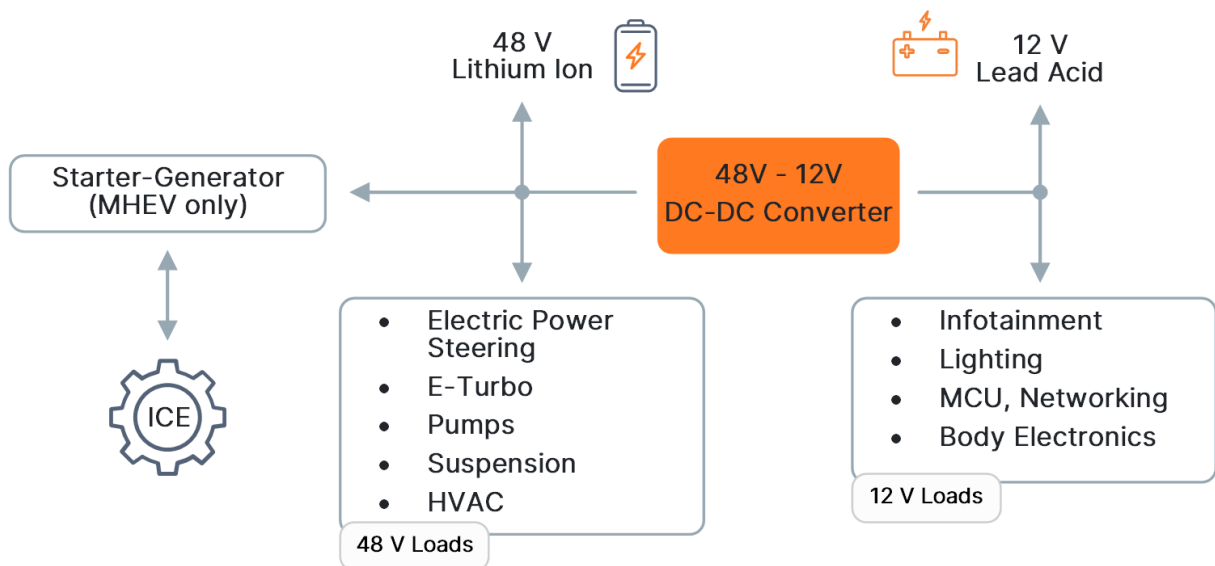 48 V
Lithium Ion
12 V
Lead Acid
Starter-Generator
(MHEV only)
48V - 12V
DC-DC Converter
ICE
• Electric Power
Steering
• E-Turbo
• Pumps
• Suspension
• HVAC
48 V Loads
• Infotainment
• Lighting
• MCU, Networking
• Body Electronics
12 V Loads